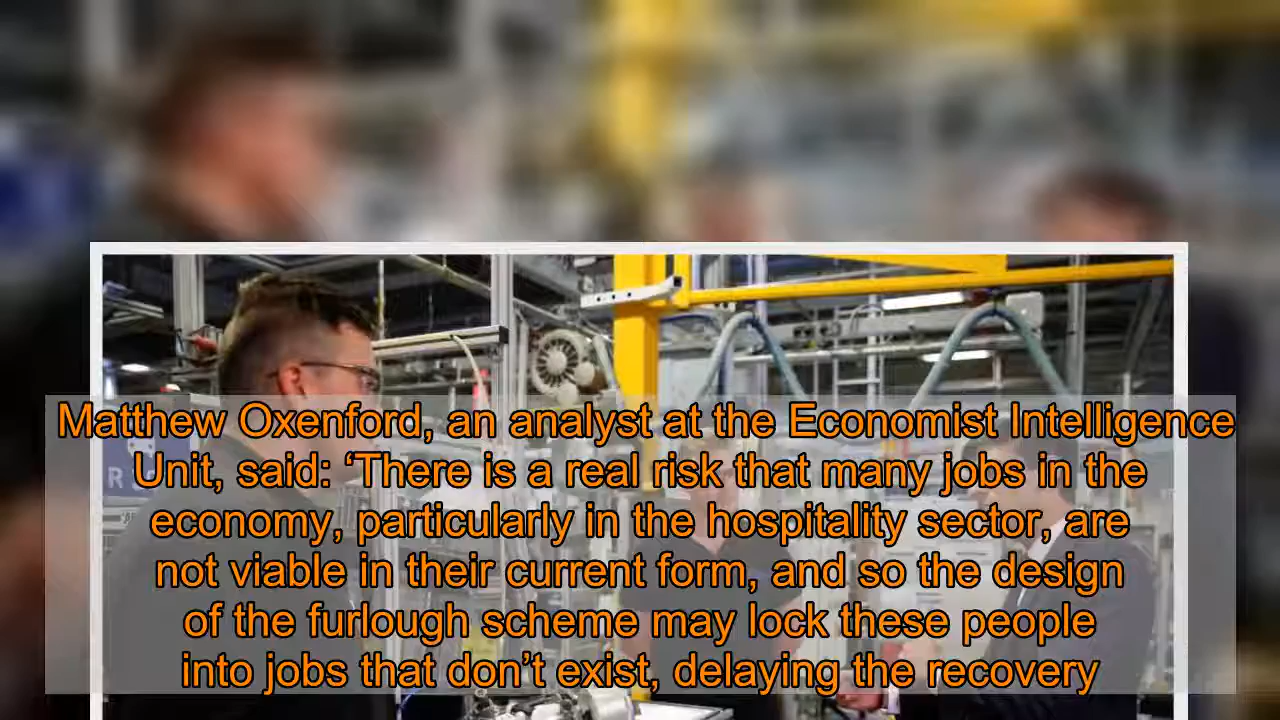 Matthew Oxenford, an analyst at the Economist Intelligence
Unit, said: ‘There is a real risk that many jobs in the
economy, particularly in the hospitality sector, are
not viable in their current form, and so the design
of the furlough scheme may lock these people
into jobs that don’t exist, delaying the recovery